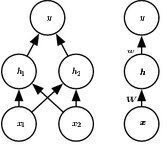 y y
w
h₁ h₂ h
W
x₁ x₂ x